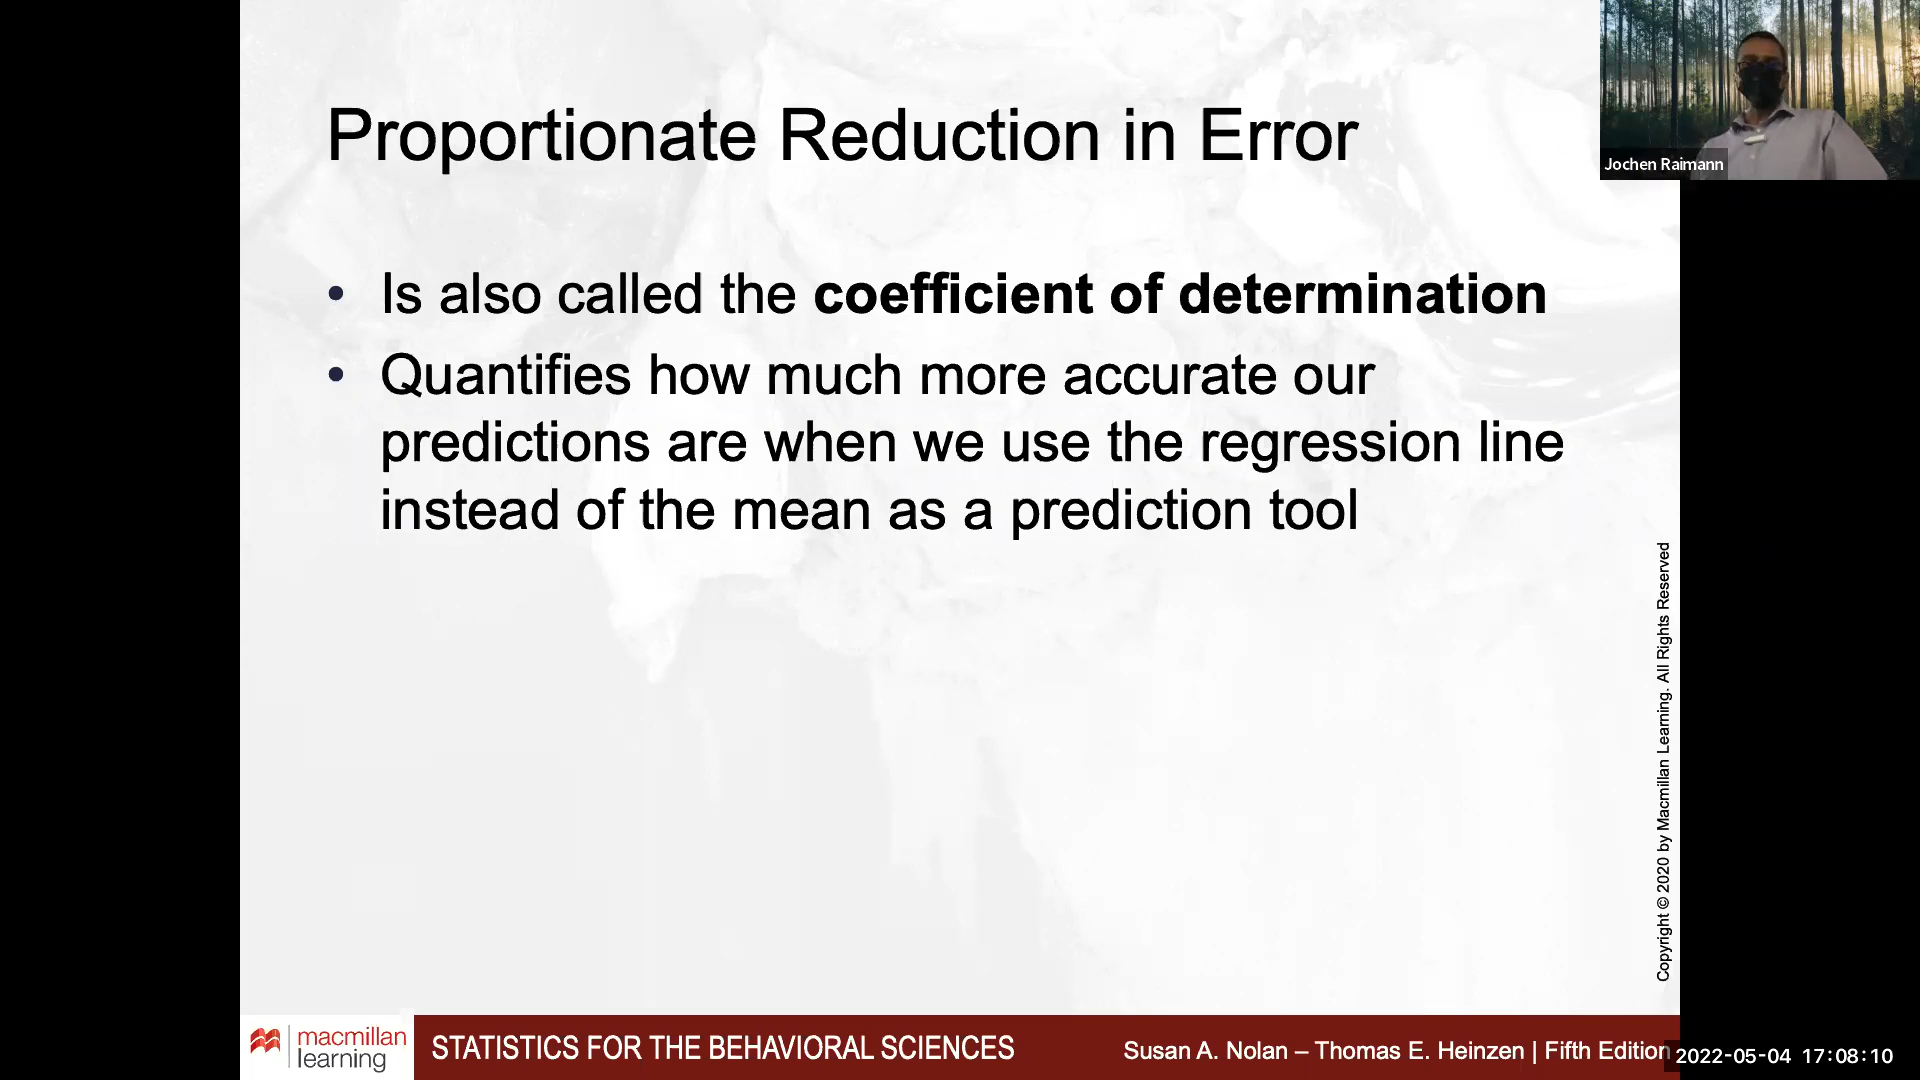 Proportionate Reduction in Error
Jochen Raimann
• Is also called the coefficient of determination
• Quantifies how much more accurate our
predictions are when we use the regression line
instead of the mean as a prediction tool
Copyright © 2020 by Macmillan Learning. All Rights Reserved
macmillan
learning
STATISTICS FOR THE BEHAVIORAL SCIENCES
Susan A. Nolan – Thomas E. Heinzen | Fifth Edition
2022-05-04 17:08:10